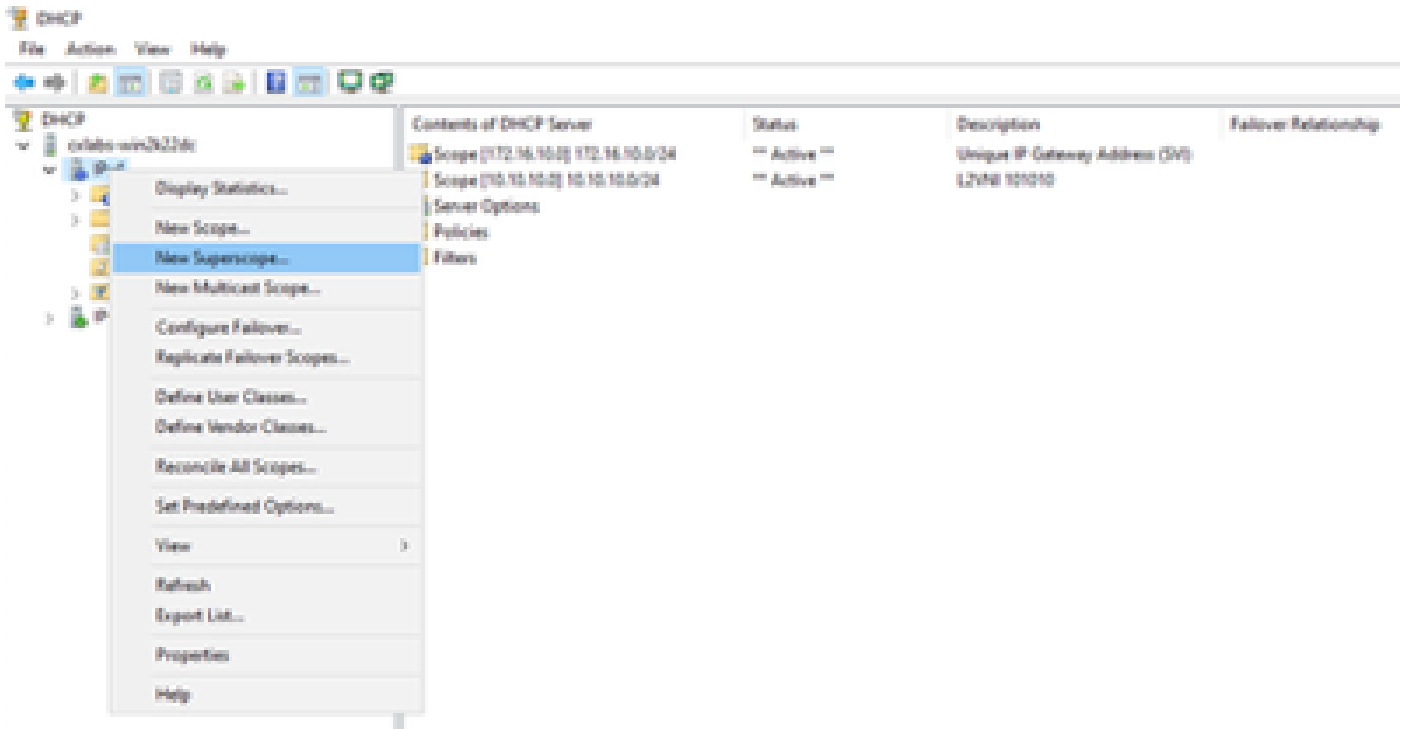 DHCP
File Action View Help
DHCP
Contents of DHCP Server Status Description Failover Relationship
cxlabs-win2k22dc
Scope [172.16.10.0] 172.16.10.0/24 ** Active ** Unique IP Gateway Address (SVI)
Scope [10.10.10.0] 10.10.10.0/24 ** Active ** L2VNI 101010
Server Options
Policies
Filters
Display Statistics...
New Scope...
New Superscope...
New Multicast Scope...
Configure Failover...
Replicate Failover Scopes...
Define User Classes...
Define Vendor Classes...
Reconcile All Scopes...
Set Predefined Options...
View
Refresh
Export List...
Properties
Help